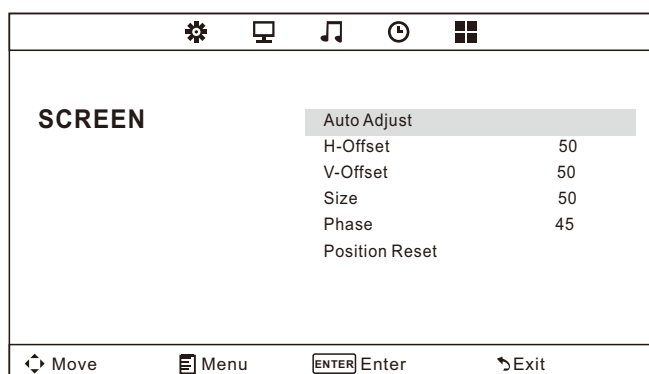 SCREEN
Auto Adjust
H-Offset 50
V-Offset 50
Size 50
Phase 45
Position Reset
Move Menu ENTER Enter Exit